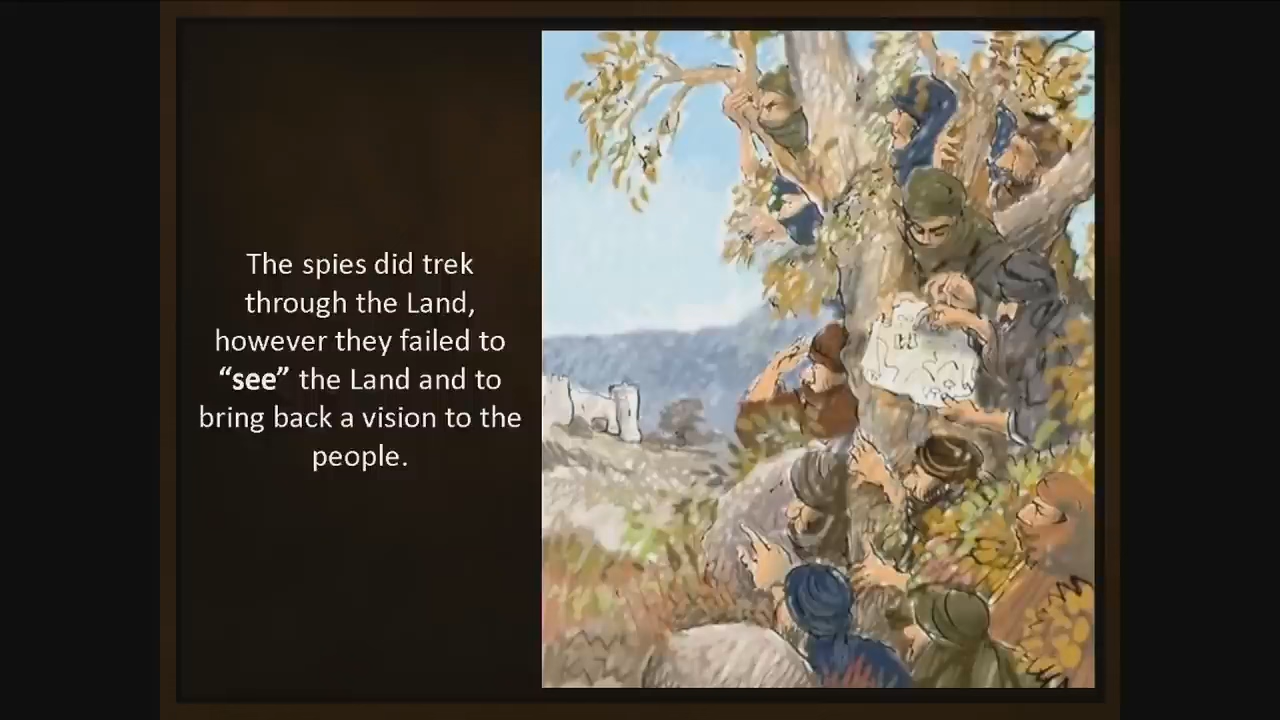 The spies did trek
through the Land,
however they failed to
“see” the Land and to
bring back a vision to the
people.